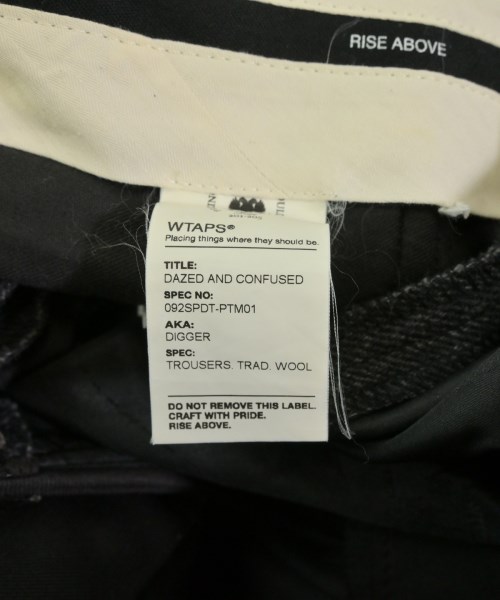 RISE ABOVE
WTAPS®
Placing things where they should be.
TITLE:
DAZED AND CONFUSED
SPEC NO:
092SPDT-PTM01
AKA:
DIGGER
SPEC:
TROUSERS. TRAD. WOOL
DO NOT REMOVE THIS LABEL.
CRAFT WITH PRIDE.
RISE ABOVE.